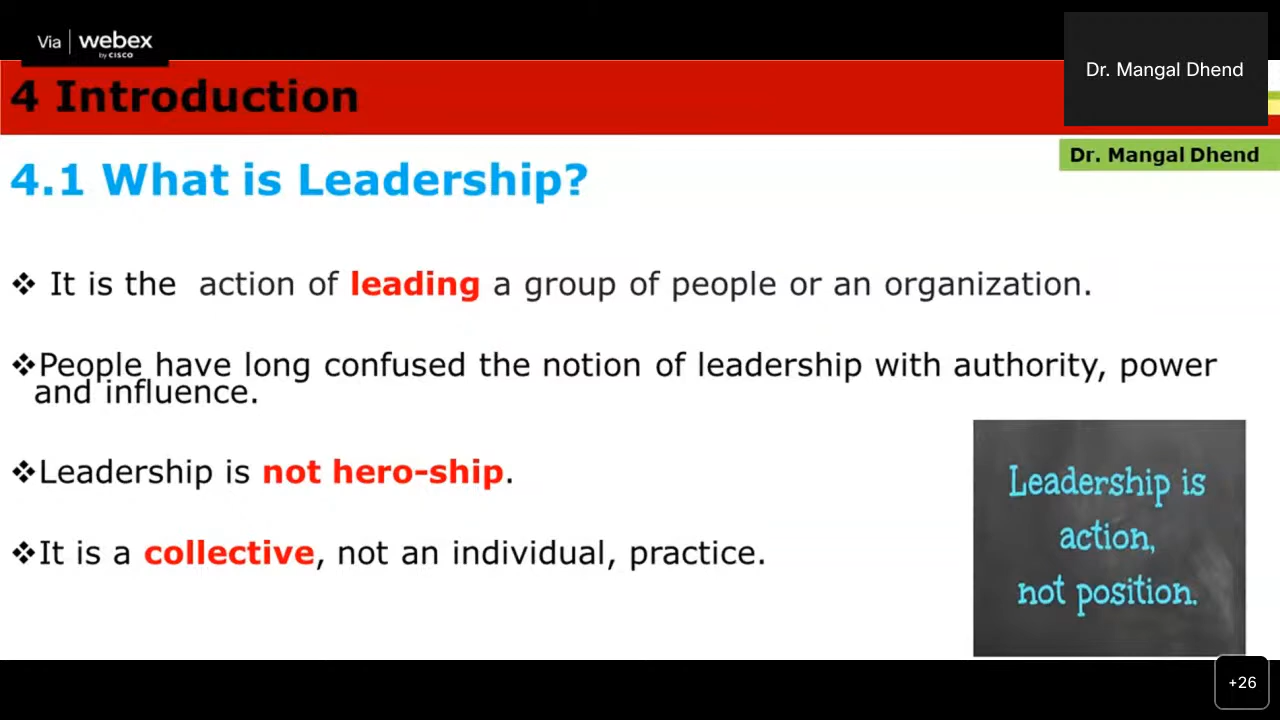 Via webex
by CISCO
Dr. Mangal Dhend
4 Introduction
Dr. Mangal Dhend
4.1 What is Leadership?
❖ It is the action of leading a group of people or an organization.
❖People have long confused the notion of leadership with authority, power
and influence.
❖Leadership is not hero-ship.
❖It is a collective, not an individual, practice.
Leadership is
action,
not position.
+26